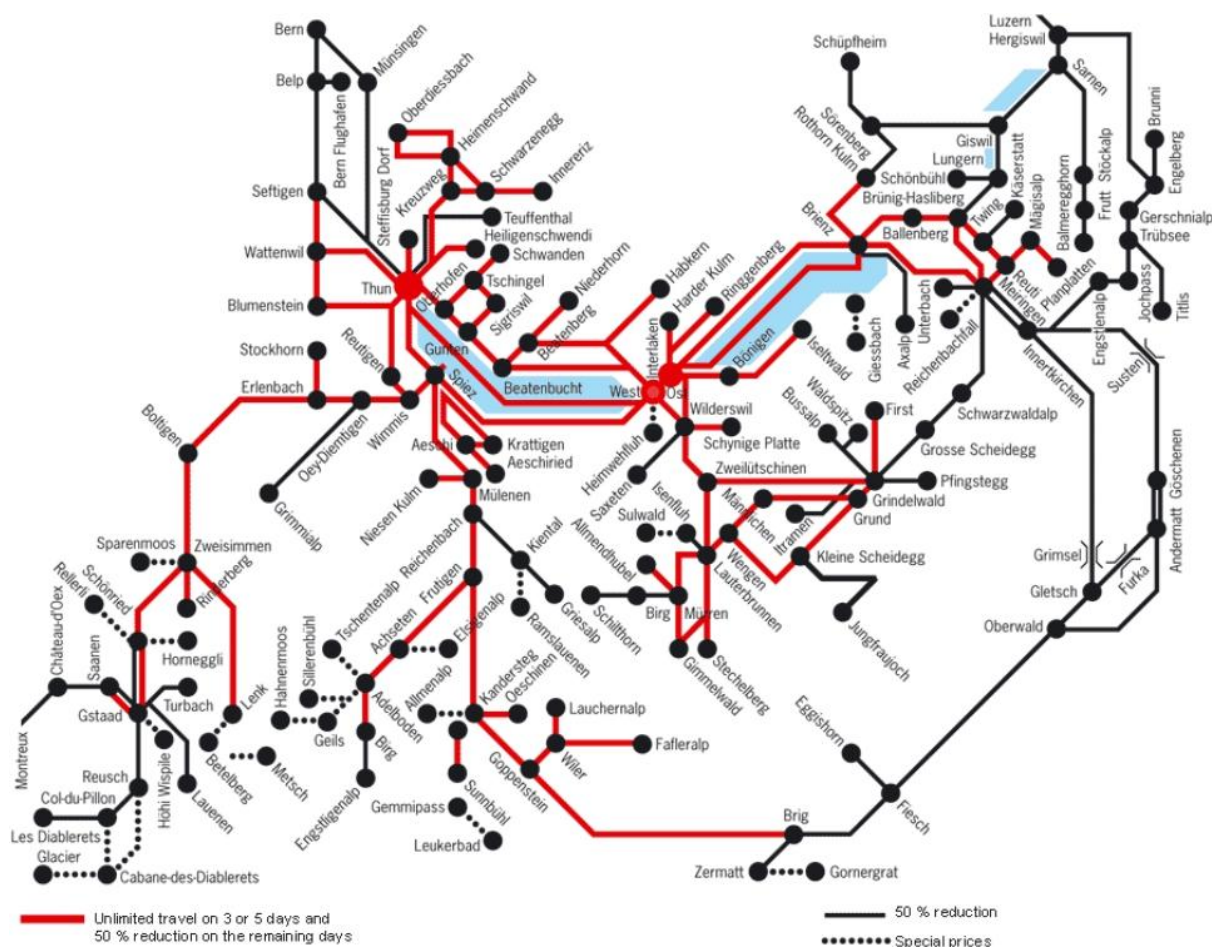 Bern
Münsingen
Belp
Bern Flughafen
Oberdiessbach
Heimenschwand
Schwarzenegg
Innereriz
Kreuzweg
Steffisburg Dorf
Seftigen
Teuffenthal
Heiligenschwendi
Schwanden
Wattenwil
Thun
Oberhofen
Tschingel
Sigriswil
Niederhorn
Habkern
Harder Kulm
Ringgenberg
Blumenstein
Gunten
Beatenberg
Reutigen
Stockhorn
Spiez
Beatenbucht
Interlaken
West
Os
Bönigen
Iseltwald
Erlenbach
Wimmis
Oey-Diemtigen
Grimmialp
Boltigen
Aeschi
Krattigen
Aeschiried
Niesen Kulm
Mülenen
Heimwehfluh
Saxeten
Wilderswil
Schynige Platte
Zweilütschinen
Schüpfheim
Sörenberg
Rothorn Kulm
Brienz
Luzern
Hergiswil
Sarnen
Giswil
Lungern
Schönbühl
Brünig-Hasliberg
Ballenberg
Käserstatt
Twing
Mägisalp
Reuti
Meiringen
Planplatten
Balmeregghorn
Frutt
Stöckalp
Brunni
Engelberg
Gerschnialp
Trübsee
Jochpass
Titlis
Engstlenalp
Giessbach
Axalp
Unterbach
Reichenbachfall
Innertkirchen
Susten
Schwarzwaldalp
Grosse Scheidegg
First
Waldspitz
Bussalp
Pfingstegg
Grindelwald
Grund
Itramen
Männlichen
Isenfluh
Sulwald
Allmendhubel
Wengen
Lauterbrunnen
Kleine Scheidegg
Jungfraujoch
Schilthorn
Birg
Mürren
Gimmelwald
Stechelberg
Göschenen
Andermatt
Grimsel
Furka
Gletsch
Oberwald
Reichenbach
Kiental
Griesalp
Ramslauenen
Frutigen
Sparenmoos
Zweisimmen
Rinderberg
Rellerli
Schönried
Horneggli
Château-d'Oex
Saanen
Turbach
Gstaad
Lenk
Montreux
Reusch
Col-du-Pillon
Les Diablerets
Glacier
Cabane-des-Diablerets
Höhi Wispile
Lauenen
Betelberg
Metsch
Tschentenalp
Achseten
Elsigenalp
Sillerenbühl
Hahnenmoos
Geils
Adelboden
Birg
Engstligenalp
Allmenalp
Kandersteg
Oeschinen
Sunnbühl
Gemmipass
Leukerbad
Goppenstein
Lauchernalp
Wiler
Fafleralp
Eggishorn
Fiesch
Brig
Zermatt
Gornergrat
Unlimited travel on 3 or 5 days and
50 % reduction on the remaining days
50 % reduction
Special prices